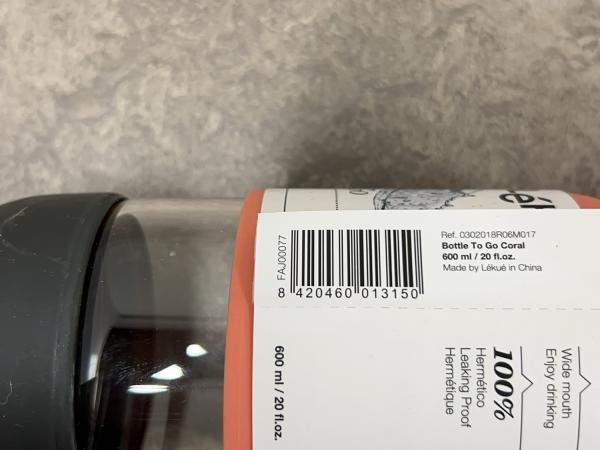 FAJ00077
8 420460 013150
Ref. 0302018R06M017
Bottle To Go Coral
600 ml / 20 fl.oz.
Made by Lékué in China
600 ml / 20 fl.oz.
Wide mouth
Enjoy drinking
100%
Hermético
Leaking Proof
Hermétique